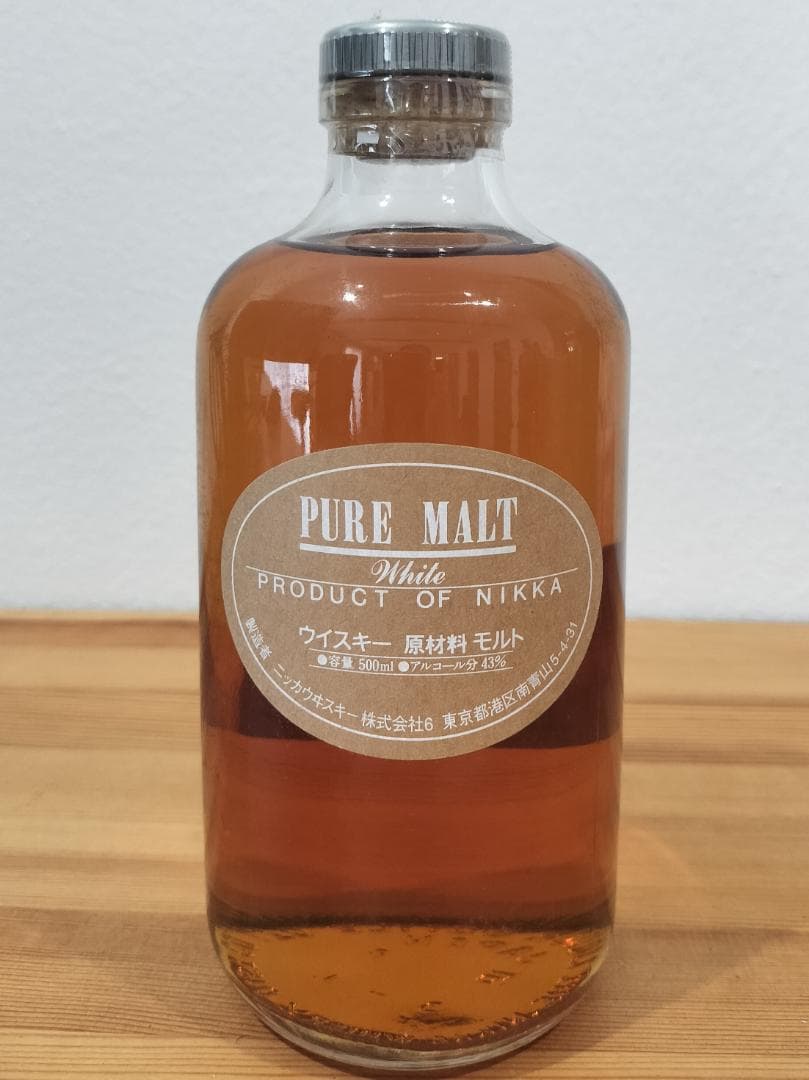 PURE MALT
White
PRODUCT OF NIKKA
ウイスキー 原材料 モルト
●容量 500ml ●アルコール分 43%
製造者 ニッカウヰスキー株式会社6 東京都港区南青山5-4-31